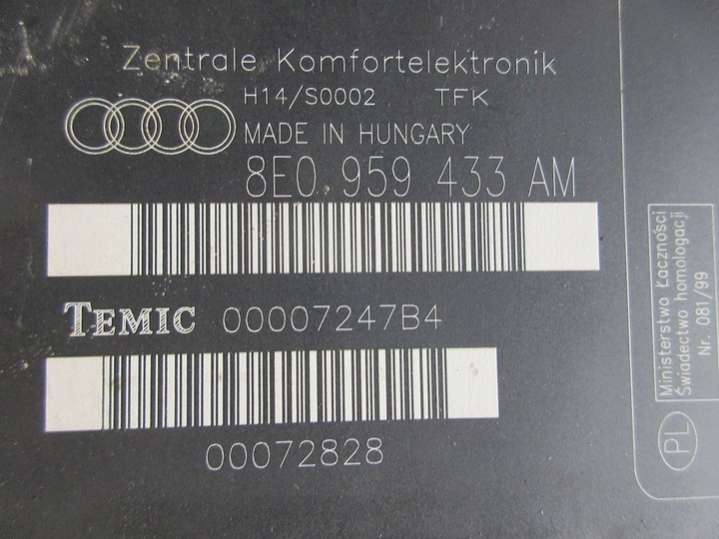 Zentrale Komfortelektronik
H14/S0002 TFK
MADE IN HUNGARY
8E0 959 433 AM
TEMIC 00007247B4
00072828
Ministerstwo Łączności
Świadectwo homologacji
Nr. 081/99
PL